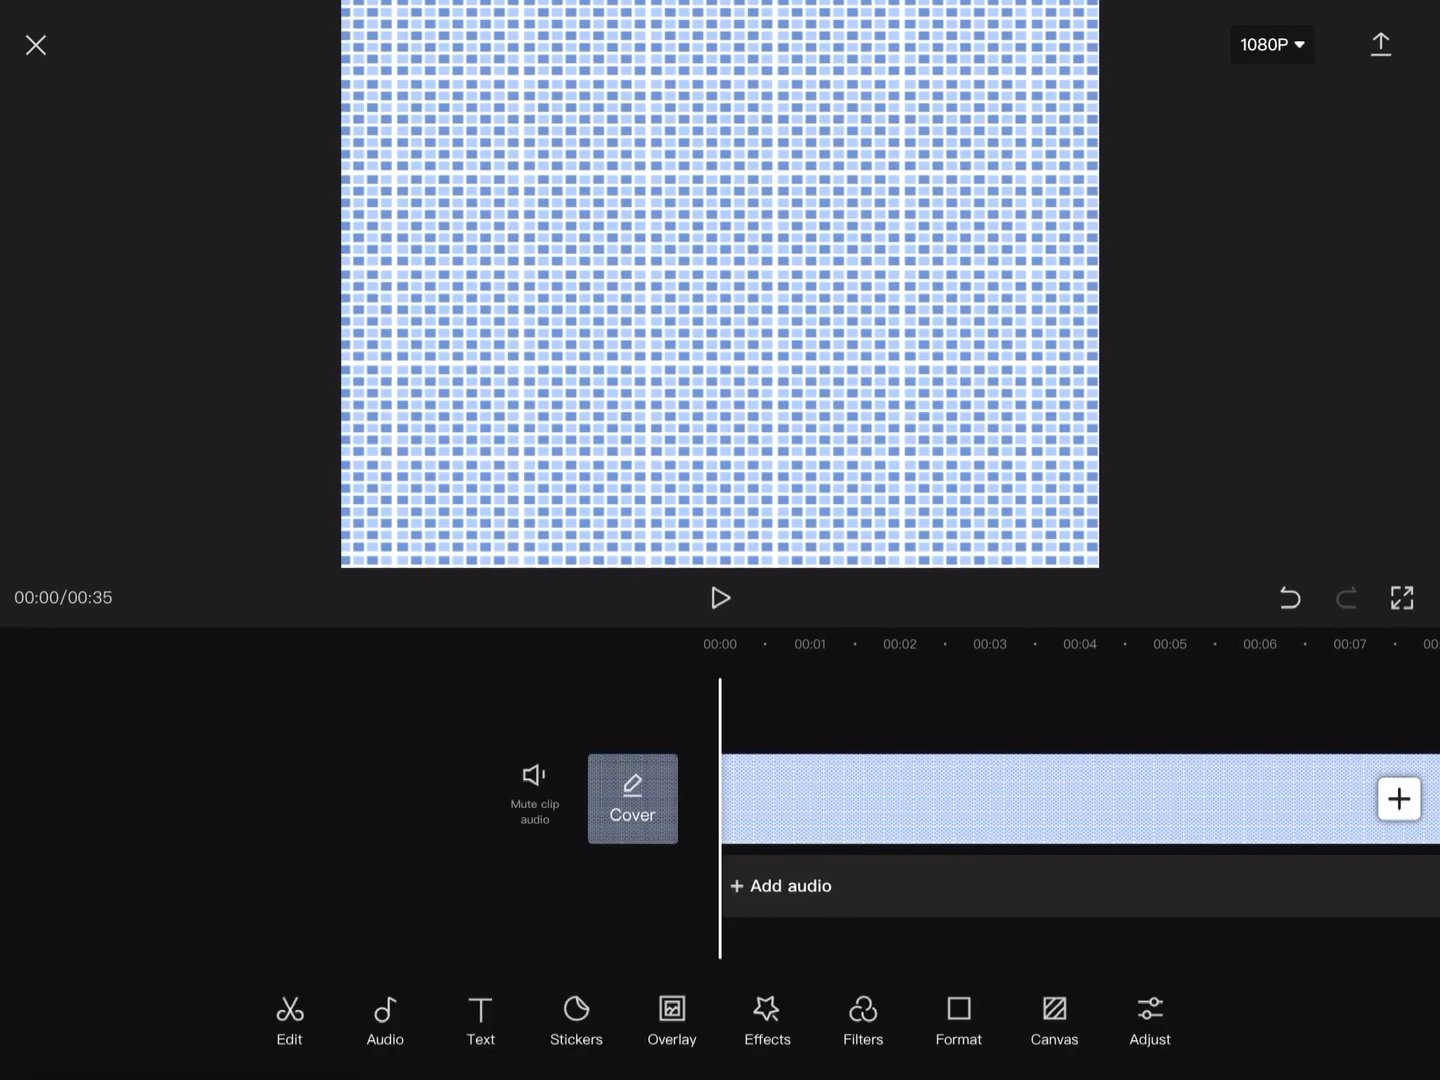 1080P
00:00/00:35
00:00 00:01 00:02 00:03 00:04 00:05 00:06 00:07 00:
Mute clip
audio
Cover
+ Add audio
Edit Audio Text Stickers Overlay Effects Filters Format Canvas Adjust